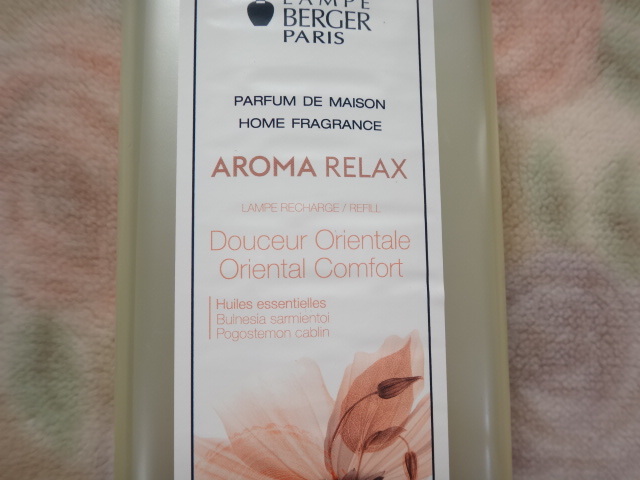 LAMPE
BERGER
PARIS
PARFUM DE MAISON
HOME FRAGRANCE
AROMA RELAX
LAMPE RECHARGE / REFILL
Douceur Orientale
Oriental Comfort
Huiles essentielles
Bulnesia sarmientoi
Pogostemon cablin